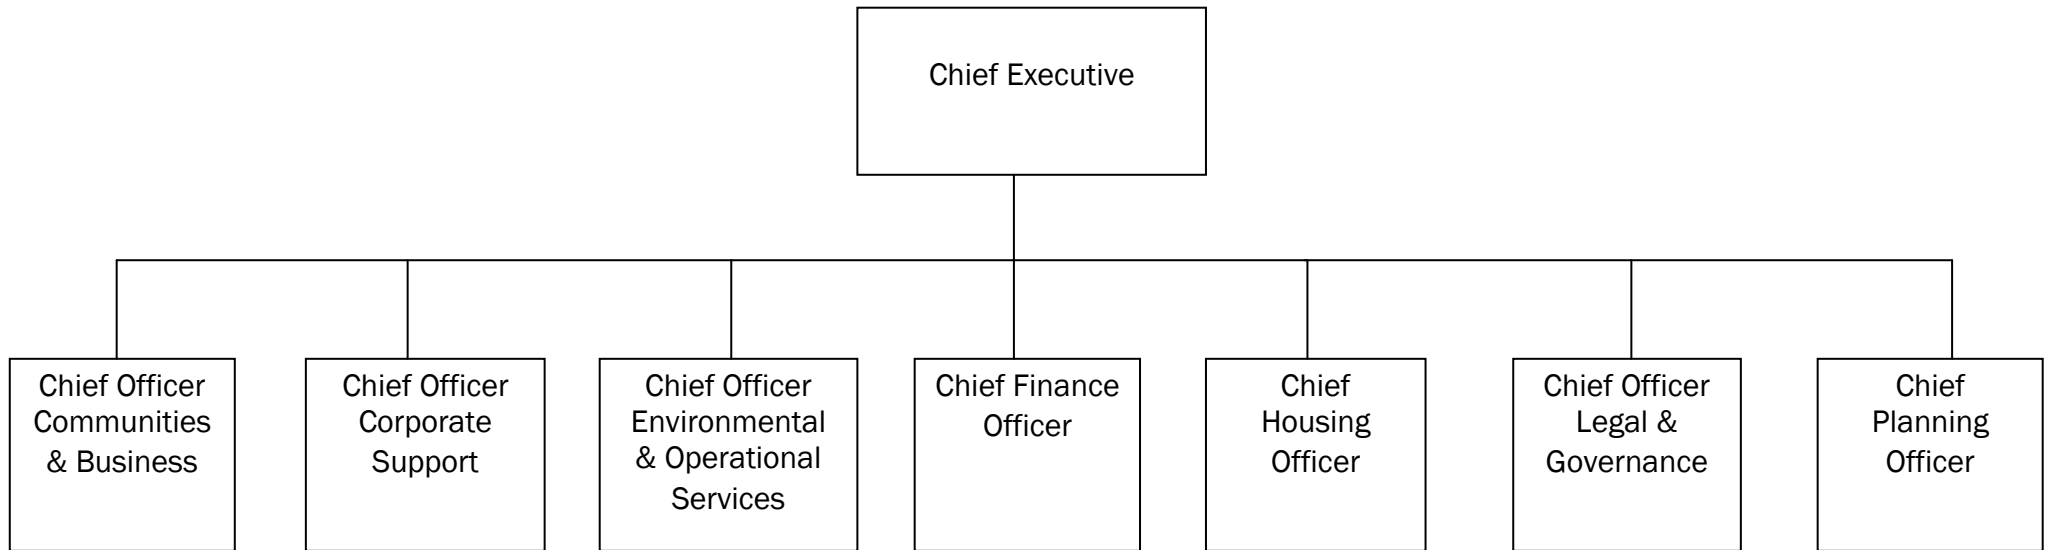 Chief Executive
Chief Officer
Communities
& Business
Chief Officer
Corporate
Support
Chief Officer
Environmental
& Operational
Services
Chief Finance
Officer
Chief
Housing
Officer
Chief Officer
Legal &
Governance
Chief
Planning
Officer